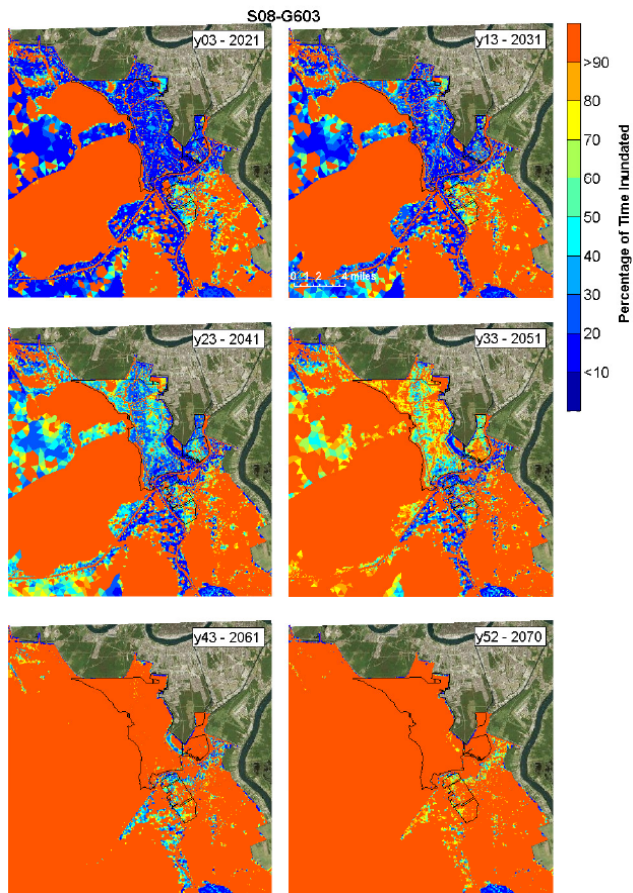 S08-G603
y03 - 2021
y13 - 2031
0 1 2 4 miles
y23 - 2041
y33 - 2051
y43 - 2061
y52 - 2070
>90
80
70
60
50
40
30
20
<10
Percentage of Time Inundated